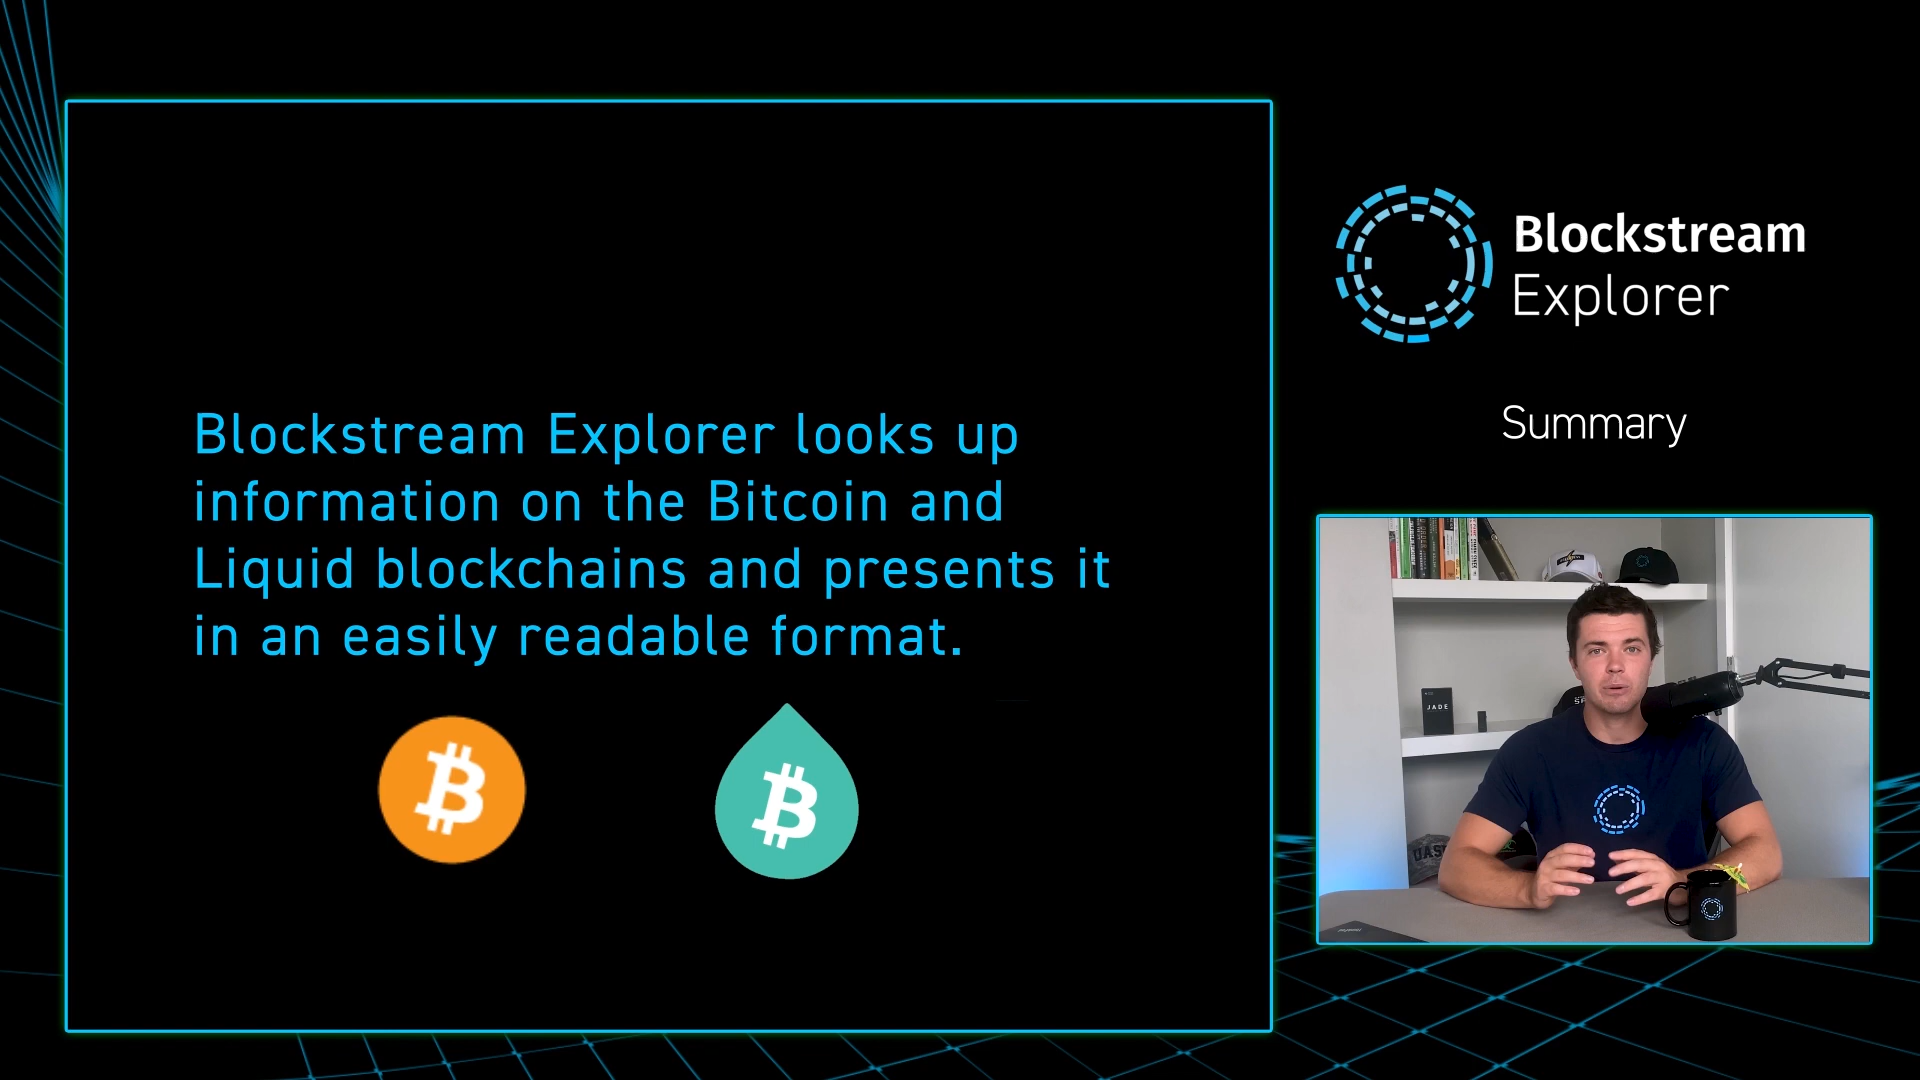 Blockstream Explorer looks up
information on the Bitcoin and
Liquid blockchains and presents it
in an easily readable format.
Blockstream
Explorer
Summary
JADE